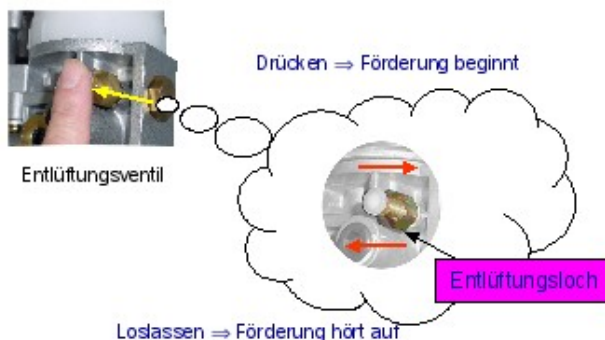 Drücken ⇒ Förderung beginnt
Entlüftungsventil
Entlüftungsloch
Loslassen ⇒ Förderung hört auf